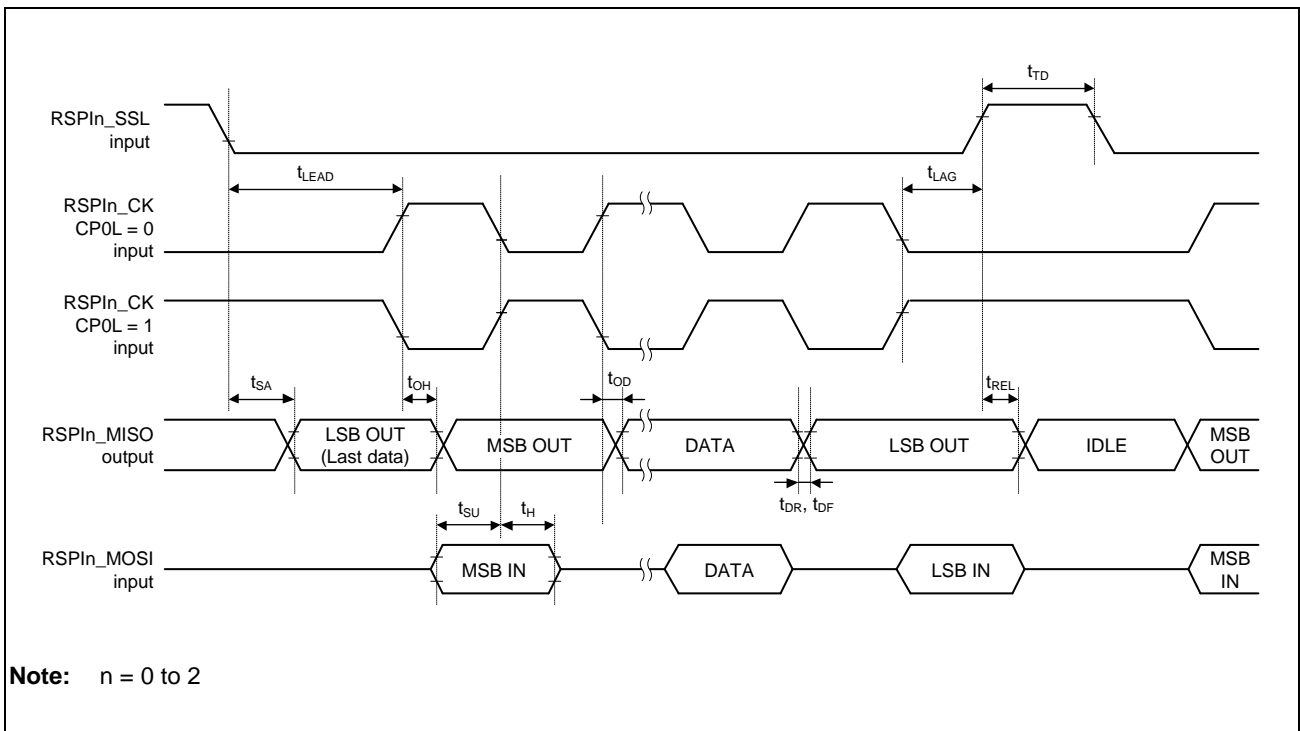 tTD
RSPIn_SSL
input
tLEAD
tLAG
RSPIn_CK
CP0L = 0
input
RSPIn_CK
CP0L = 1
input
tSA
tOH
tOD
tREL
RSPIn_MISO
output
LSB OUT
(Last data)
MSB OUT
DATA
LSB OUT
IDLE
MSB
OUT
tDR, tDF
tSU
tH
RSPIn_MOSI
input
MSB IN
DATA
LSB IN
MSB
IN
Note: n = 0 to 2